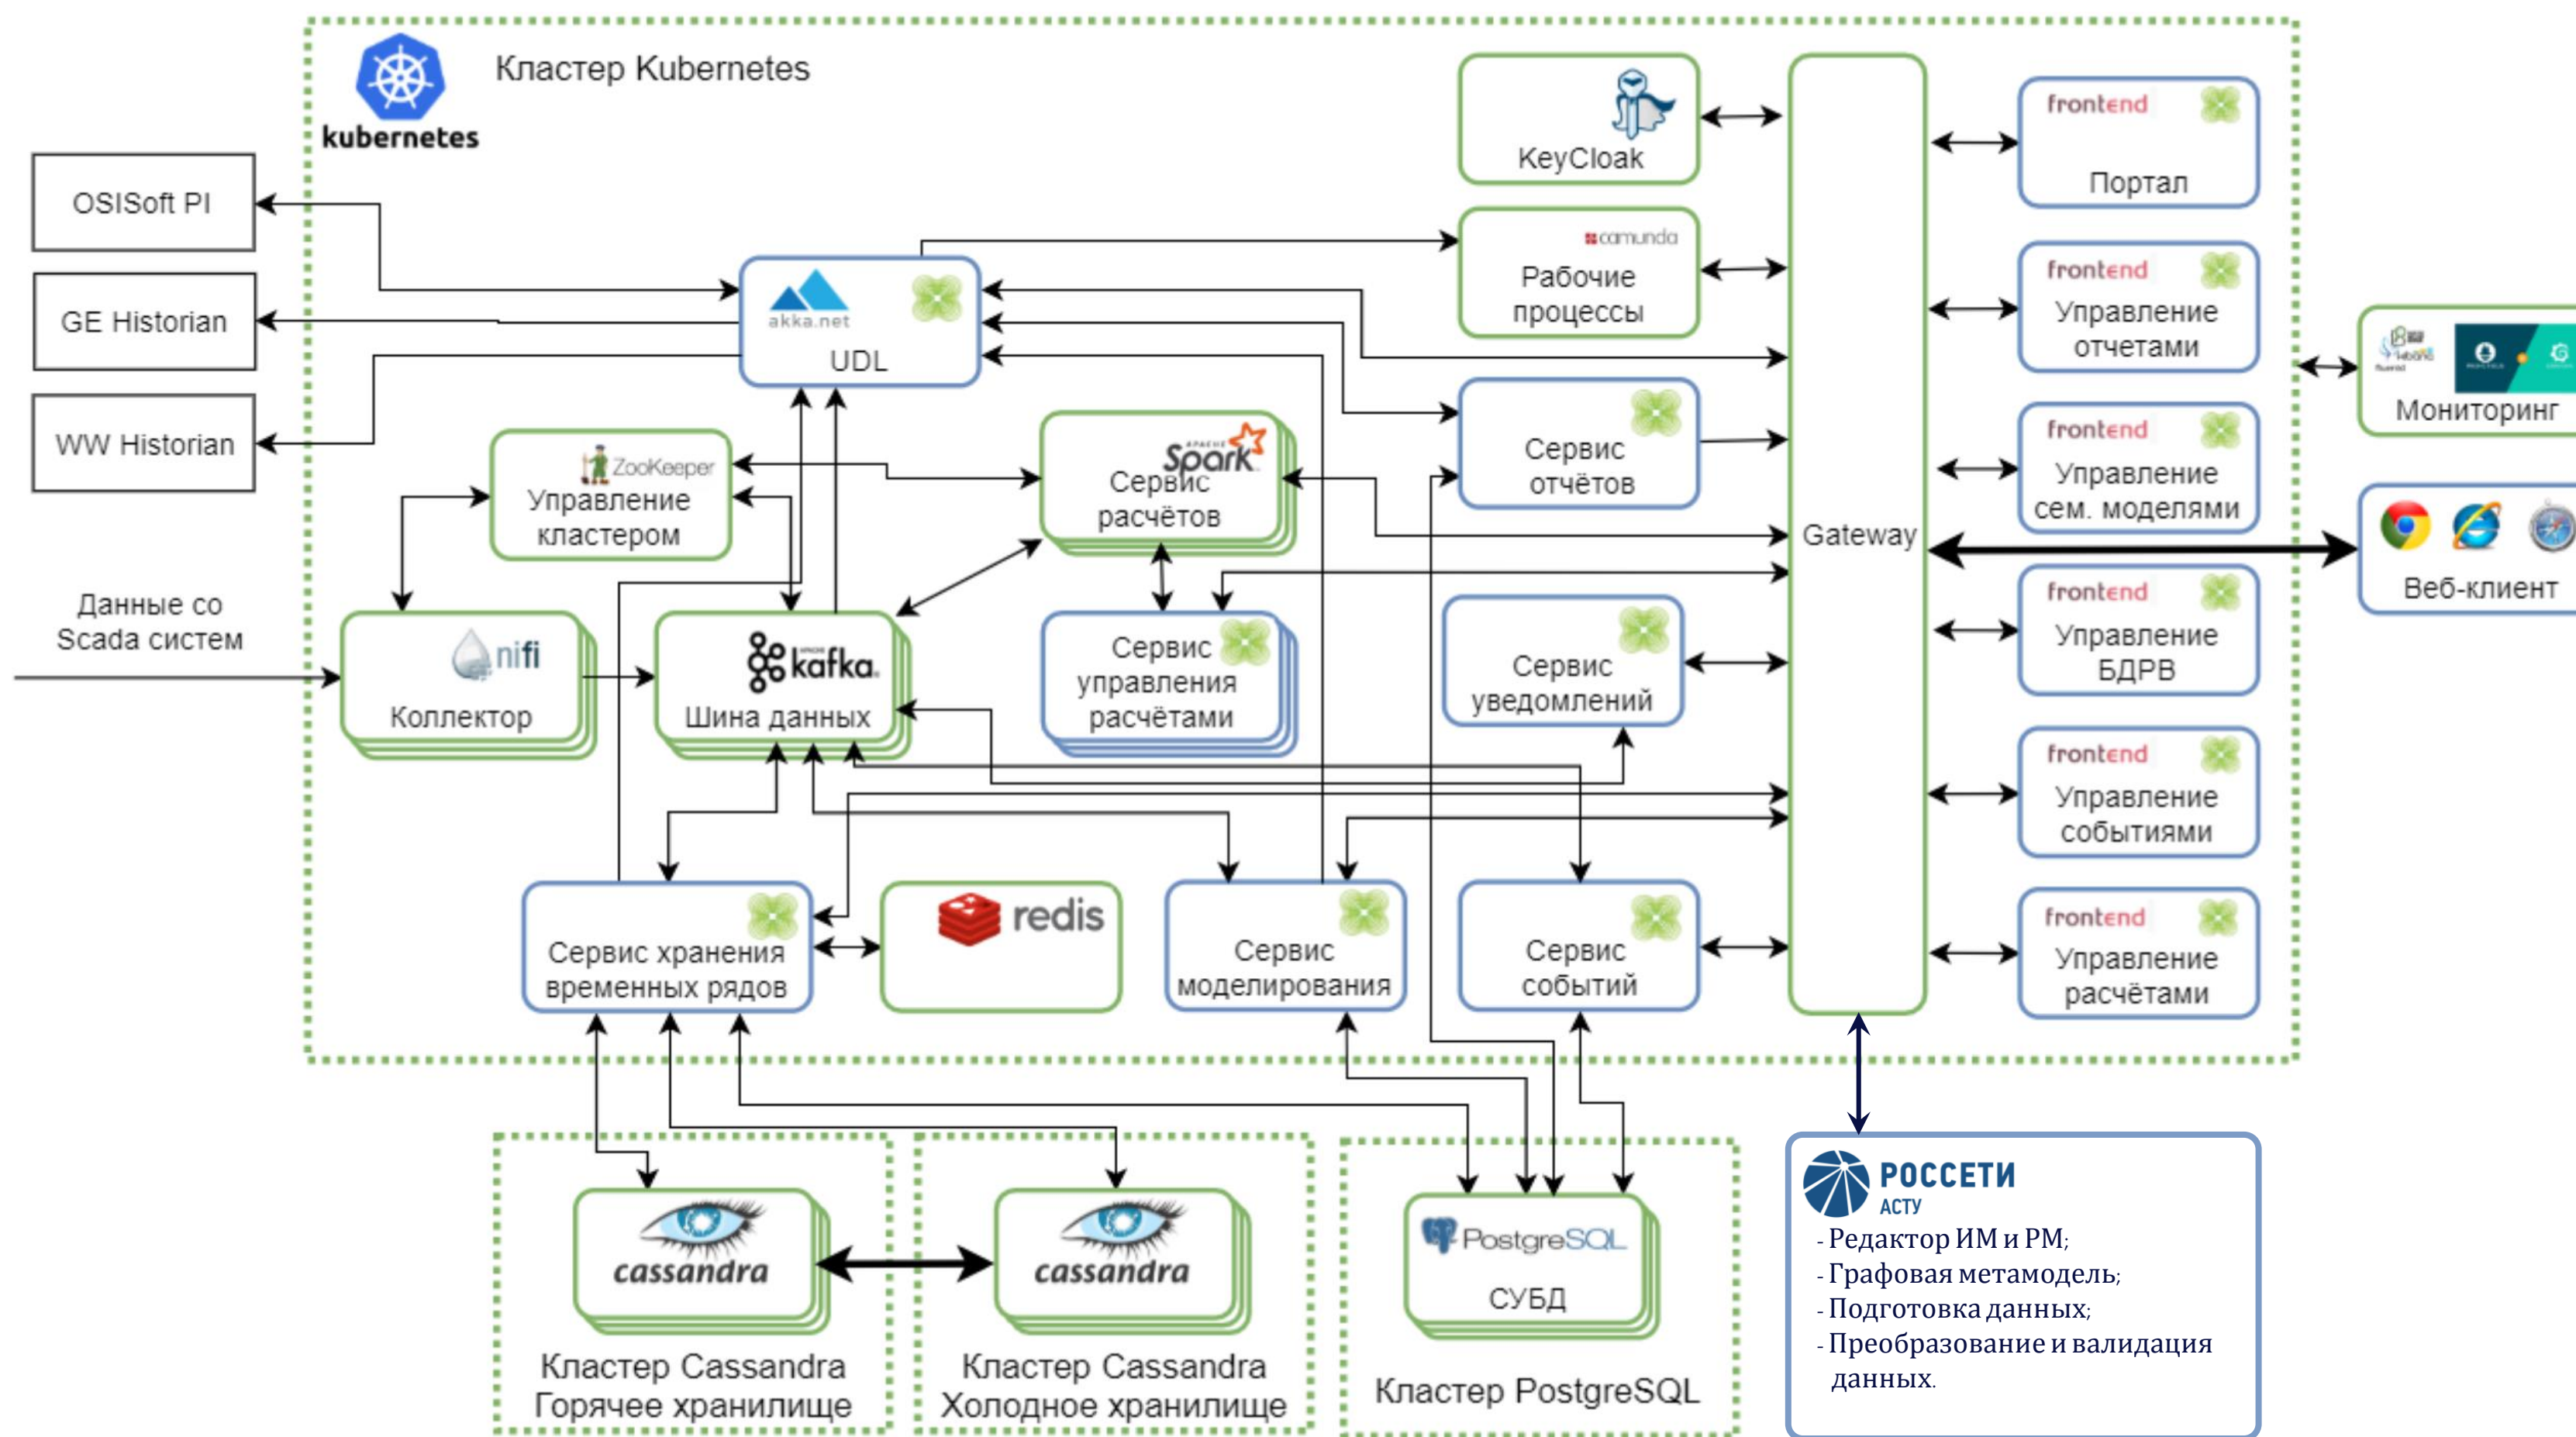 Кластер Kubernetes
kubernetes
OSISoft PI
GE Historian
WW Historian
Данные со
Scada систем
akka.net
UDL
ZooKeeper
Управление
кластером
nifi
Коллектор
kafka
Шина данных
APACHE
Spark
Сервис
расчётов
Сервис
управления
расчётами
KeyCloak
camunda
Рабочие
процессы
Сервис
отчётов
Сервис
уведомлений
Сервис хранения
временных рядов
redis
Сервис
моделирования
Сервис
событий
Gateway
frontend
Портал
frontend
Управление
отчетами
frontend
Управление
сем. моделями
frontend
Управление
БДРВ
frontend
Управление
событиями
frontend
Управление
расчётами
Мониторинг
Веб-клиент
cassandra
Кластер Cassandra
Горячее хранилище
cassandra
Кластер Cassandra
Холодное хранилище
PostgreSQL
СУБД
Кластер PostgreSQL
РОССЕТИ
АСТУ
- Редактор ИМ и РМ;
- Графовая метамодель;
- Подготовка данных;
- Преобразование и валидация
данных.